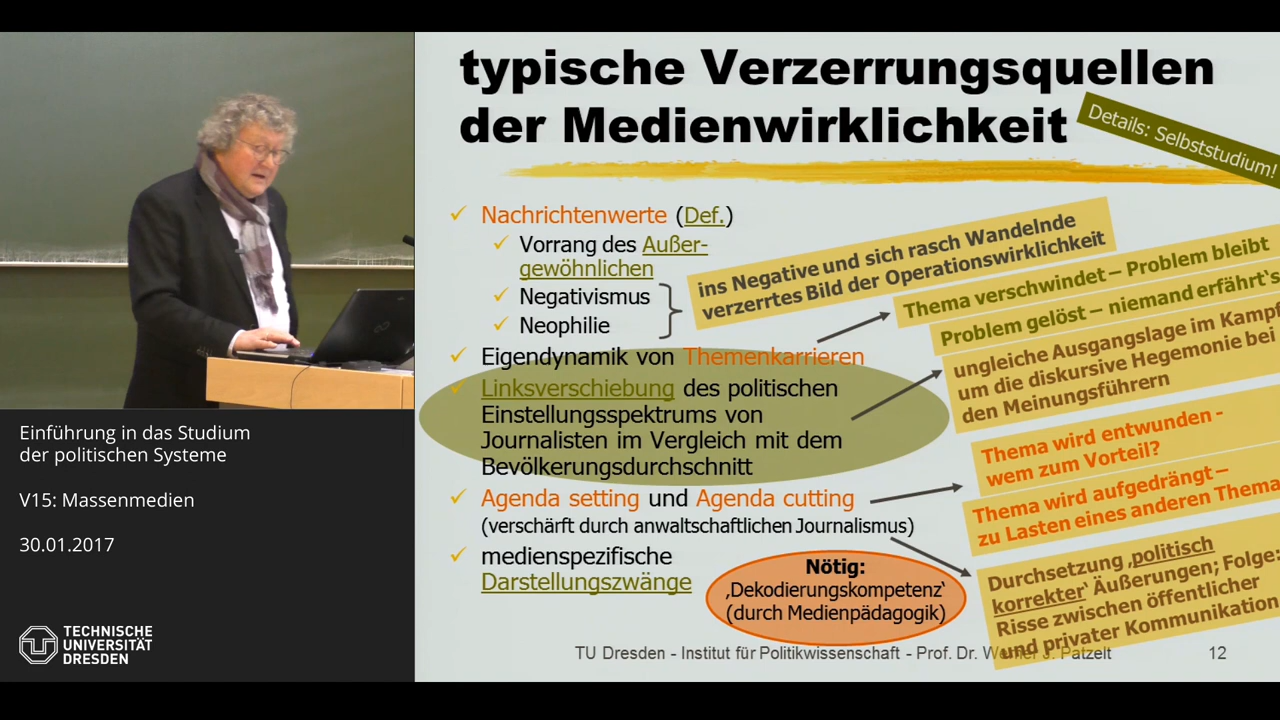 typische Verzerrungsquellen
der Medienwirklichkeit
Details: Selbststudium!
✓ Nachrichtenwerte (Def.)
✓ Vorrang des Außer-
gewöhnlichen
✓ Negativismus
✓ Neophilie
ins Negative und sich rasch Wandelnde
verzerrtes Bild der Operationswirklichkeit
✓ Eigendynamik von Themenkarrieren
Thema verschwindet – Problem bleibt
Problem gelöst – niemand erfährt's
✓ Linksverschiebung des politischen
Einstellungsspektrums von
Journalisten im Vergleich mit dem
Bevölkerungsdurchschnitt
ungleiche Ausgangslage im Kampf
um die diskursive Hegemonie bei
den Meinungsführern
✓ Agenda setting und Agenda cutting
(verschärft durch anwaltschaftlichen Journalismus)
Thema wird entwunden -
wem zum Vorteil?
Thema wird aufgedrängt –
zu Lasten eines anderen Thema
✓ medienspezifische
Darstellungszwänge
Nötig:
‚Dekodierungskompetenz‘
(durch Medienpädagogik)
Durchsetzung ‚politisch
korrekter‘ Äußerungen; Folge:
Risse zwischen öffentlicher
und privater Kommunikation
TU Dresden - Institut für Politikwissenschaft - Prof. Dr. Werner J. Patzelt
12
Einführung in das Studium
der politischen Systeme
V15: Massenmedien
30.01.2017
TECHNISCHE
UNIVERSITÄT
DRESDEN